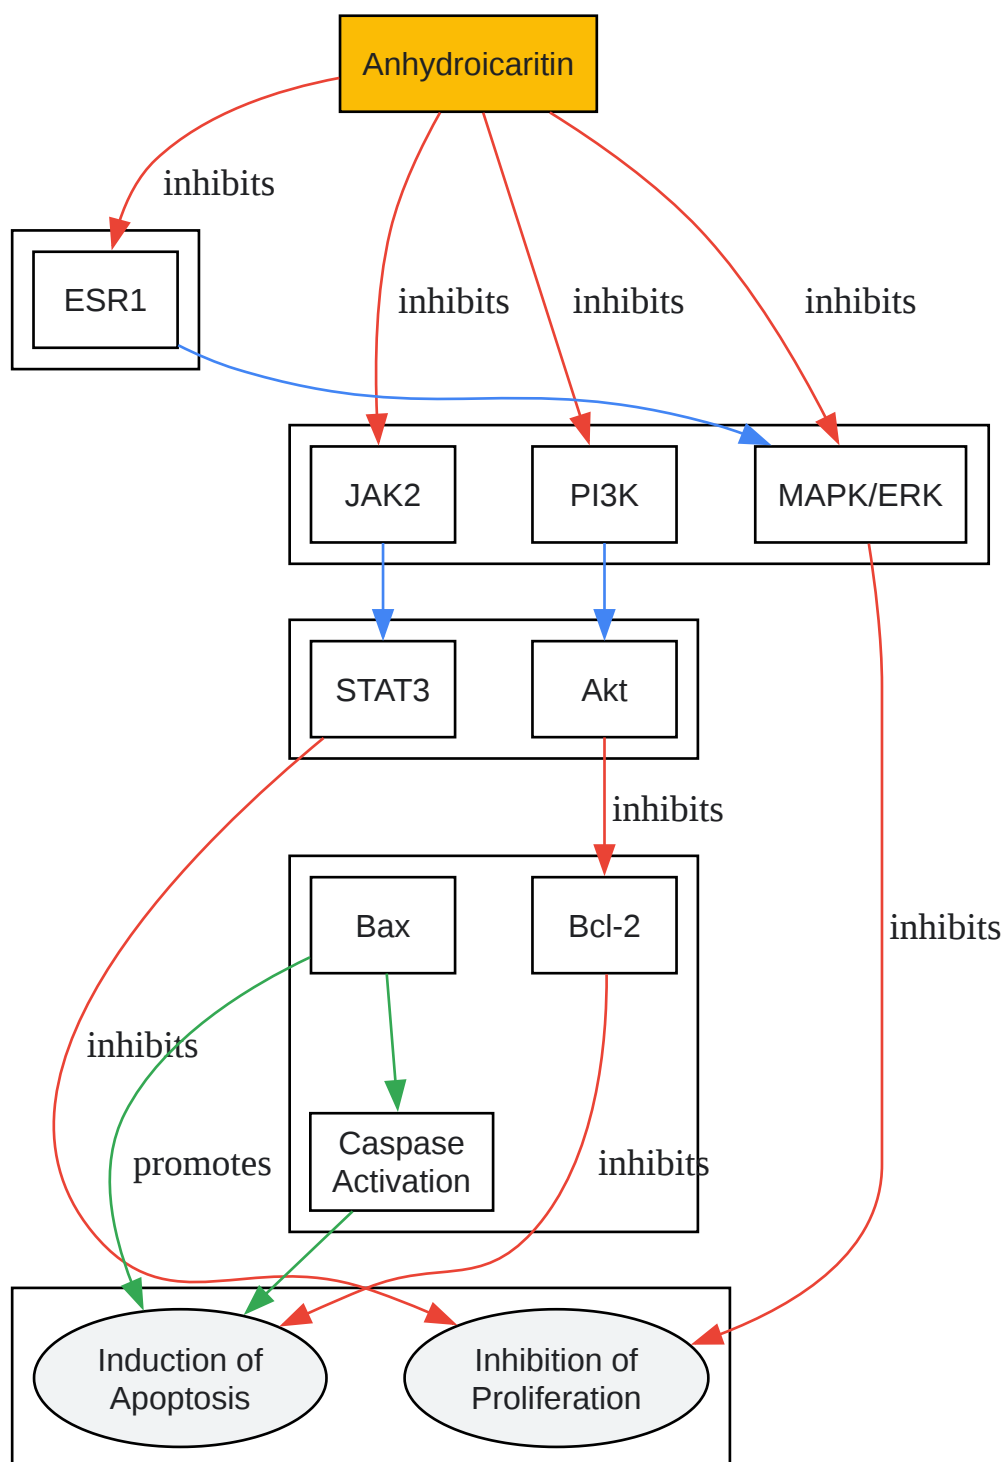 Anhydroicaritin
inhibits
ESR1
inhibits
inhibits
inhibits
JAK2
PI3K
MAPK/ERK
STAT3
Akt
inhibits
Bax
Bcl-2
inhibits
inhibits
Caspase
Activation
promotes
inhibits
Induction of
Apoptosis
Inhibition of
Proliferation